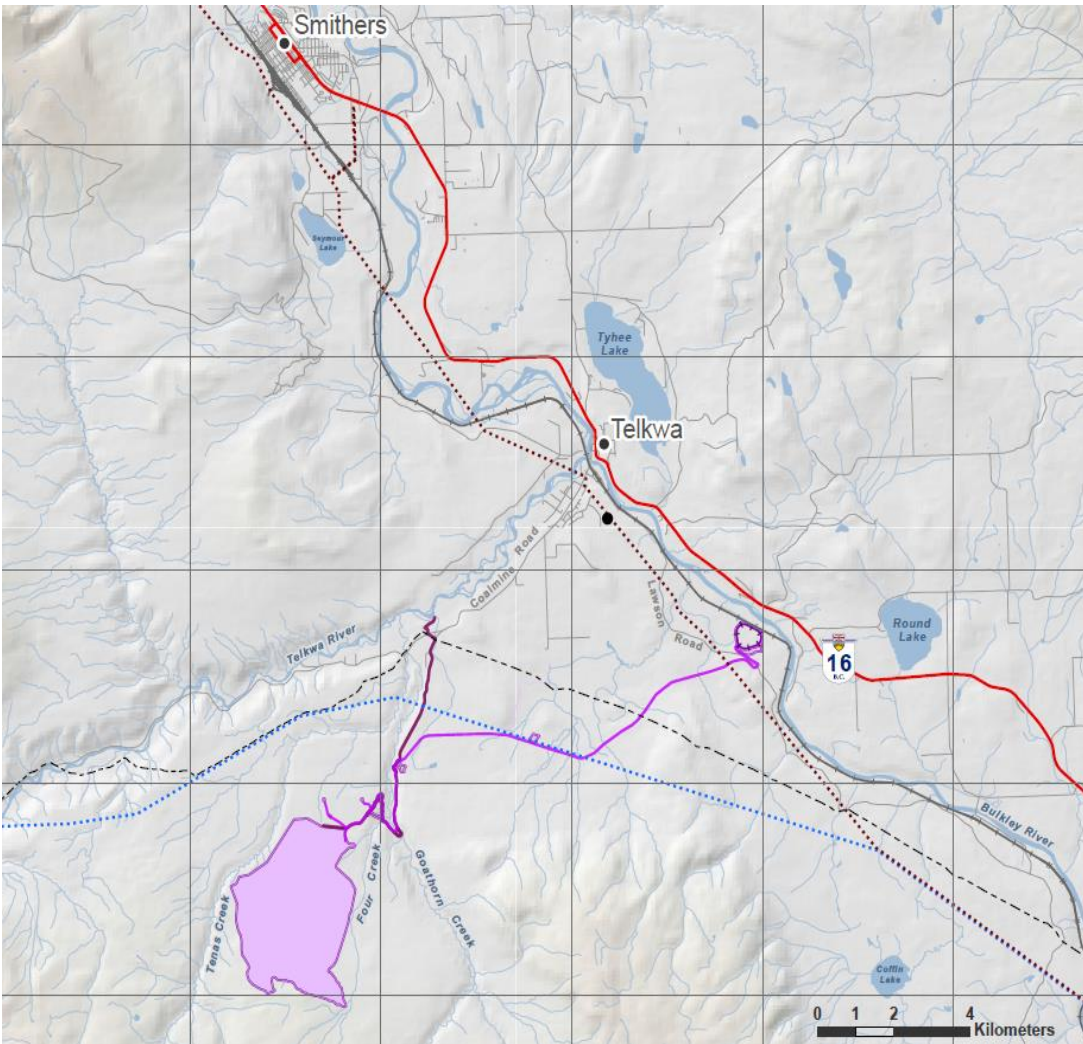 Smithers
Seymour
Lake
Tyhee
Lake
Telkwa
Coalmine Road
Lawson
Road
Telkwa River
Round
Lake
16
B.C.
Bulkley River
Tenas Creek
Four Creek
Goathorn Creek
Coffin
Lake
0 1 2 4
Kilometers